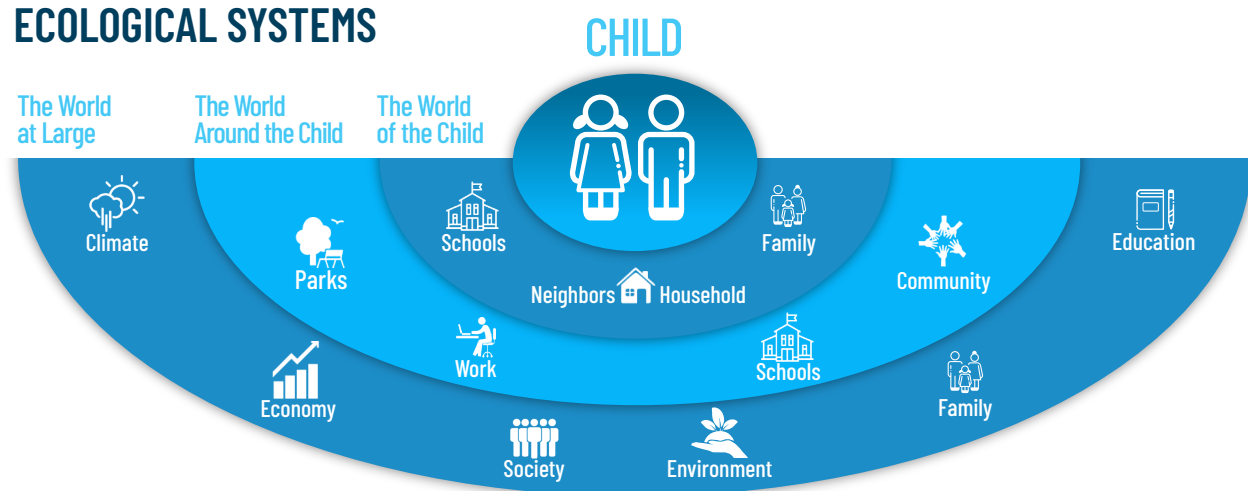 ECOLOGICAL SYSTEMS
CHILD
The World
at Large
The World
Around the Child
The World
of the Child
Climate
Parks
Schools
Family
Community
Education
Neighbors Household
Work
Schools
Economy
Family
Society
Environment